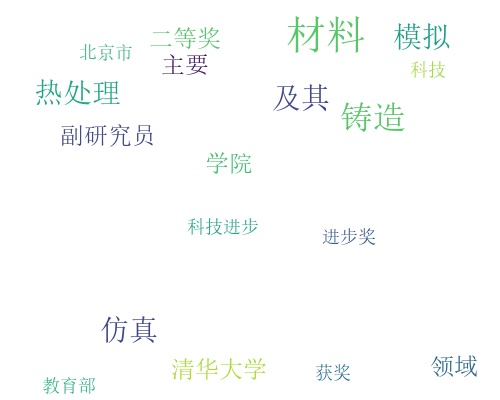 材料
二等奖
模拟
北京市
主要
科技
热处理
及其
铸造
副研究员
学院
科技进步
进步奖
仿真
清华大学
获奖
领域
教育部